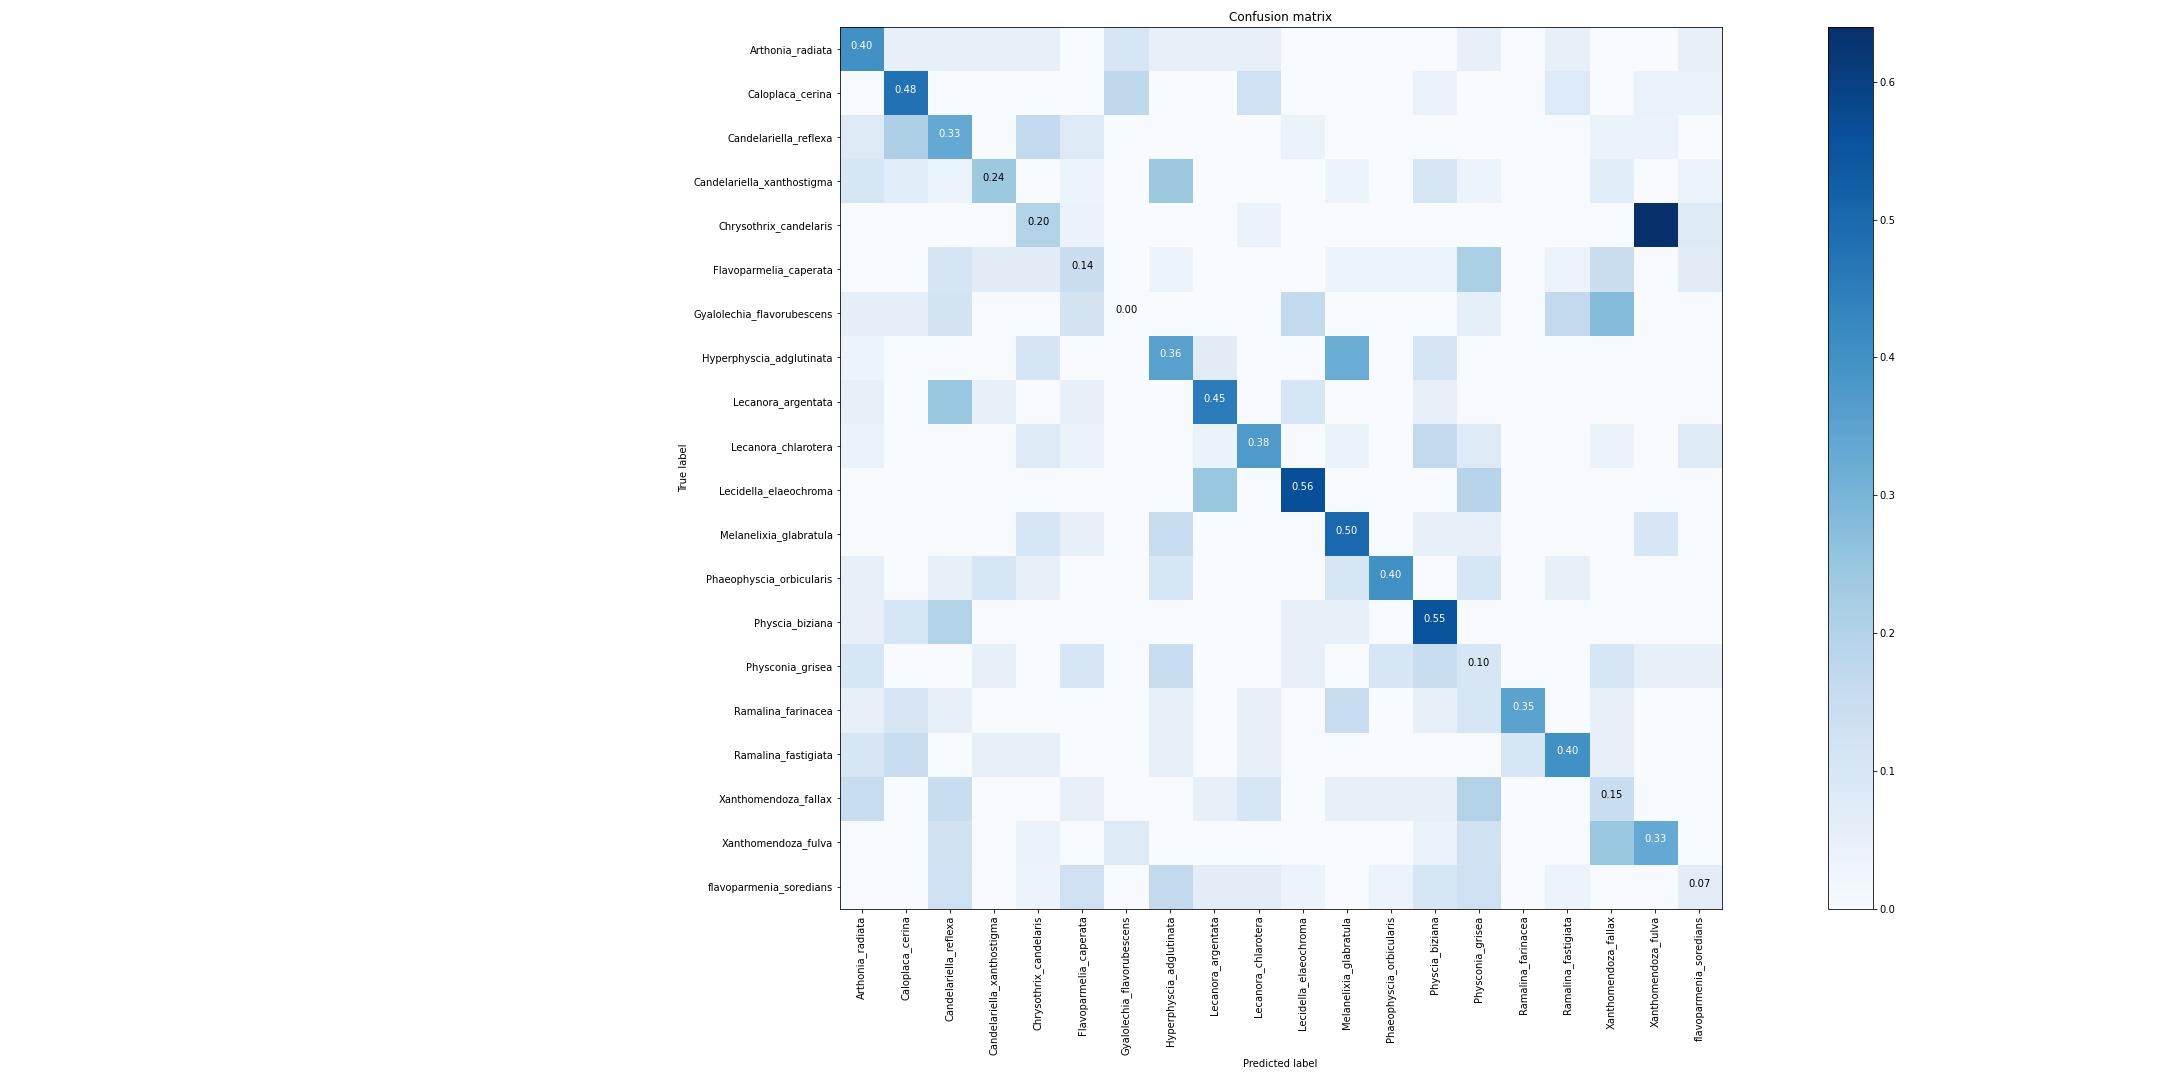 Confusion matrix
Arthonia_radiata
Caloplaca_cerina
Candelariella_reflexa
Candelariella_xanthostigma
Chrysothrix_candelaris
Flavoparmelia_caperata
Gyalolechia_flavorubescens
Hyperphyscia_adglutinata
Lecanora_argentata
Lecanora_chlarotera
Lecidella_elaeochroma
Melanelixia_glabratula
Phaeophyscia_orbicularis
Physcia_biziana
Physconia_grisea
Ramalina_farinacea
Ramalina_fastigiata
Xanthomendoza_fallax
Xanthomendoza_fulva
flavoparmenia_soredians
True label
0.40
0.48
0.33
0.24
0.20
0.14
0.00
0.36
0.45
0.38
0.56
0.50
0.40
0.55
0.10
0.35
0.40
0.15
0.33
0.07
Arthonia_radiata
Caloplaca_cerina
Candelariella_reflexa
Candelariella_xanthostigma
Chrysothrix_candelaris
Flavoparmelia_caperata
Gyalolechia_flavorubescens
Hyperphyscia_adglutinata
Lecanora_argentata
Lecanora_chlarotera
Lecidella_elaeochroma
Melanelixia_glabratula
Phaeophyscia_orbicularis
Physcia_biziana
Physconia_grisea
Ramalina_farinacea
Ramalina_fastigiata
Xanthomendoza_fallax
Xanthomendoza_fulva
flavoparmenia_soredians
Predicted label
0.6
0.5
0.4
0.3
0.2
0.1
0.0